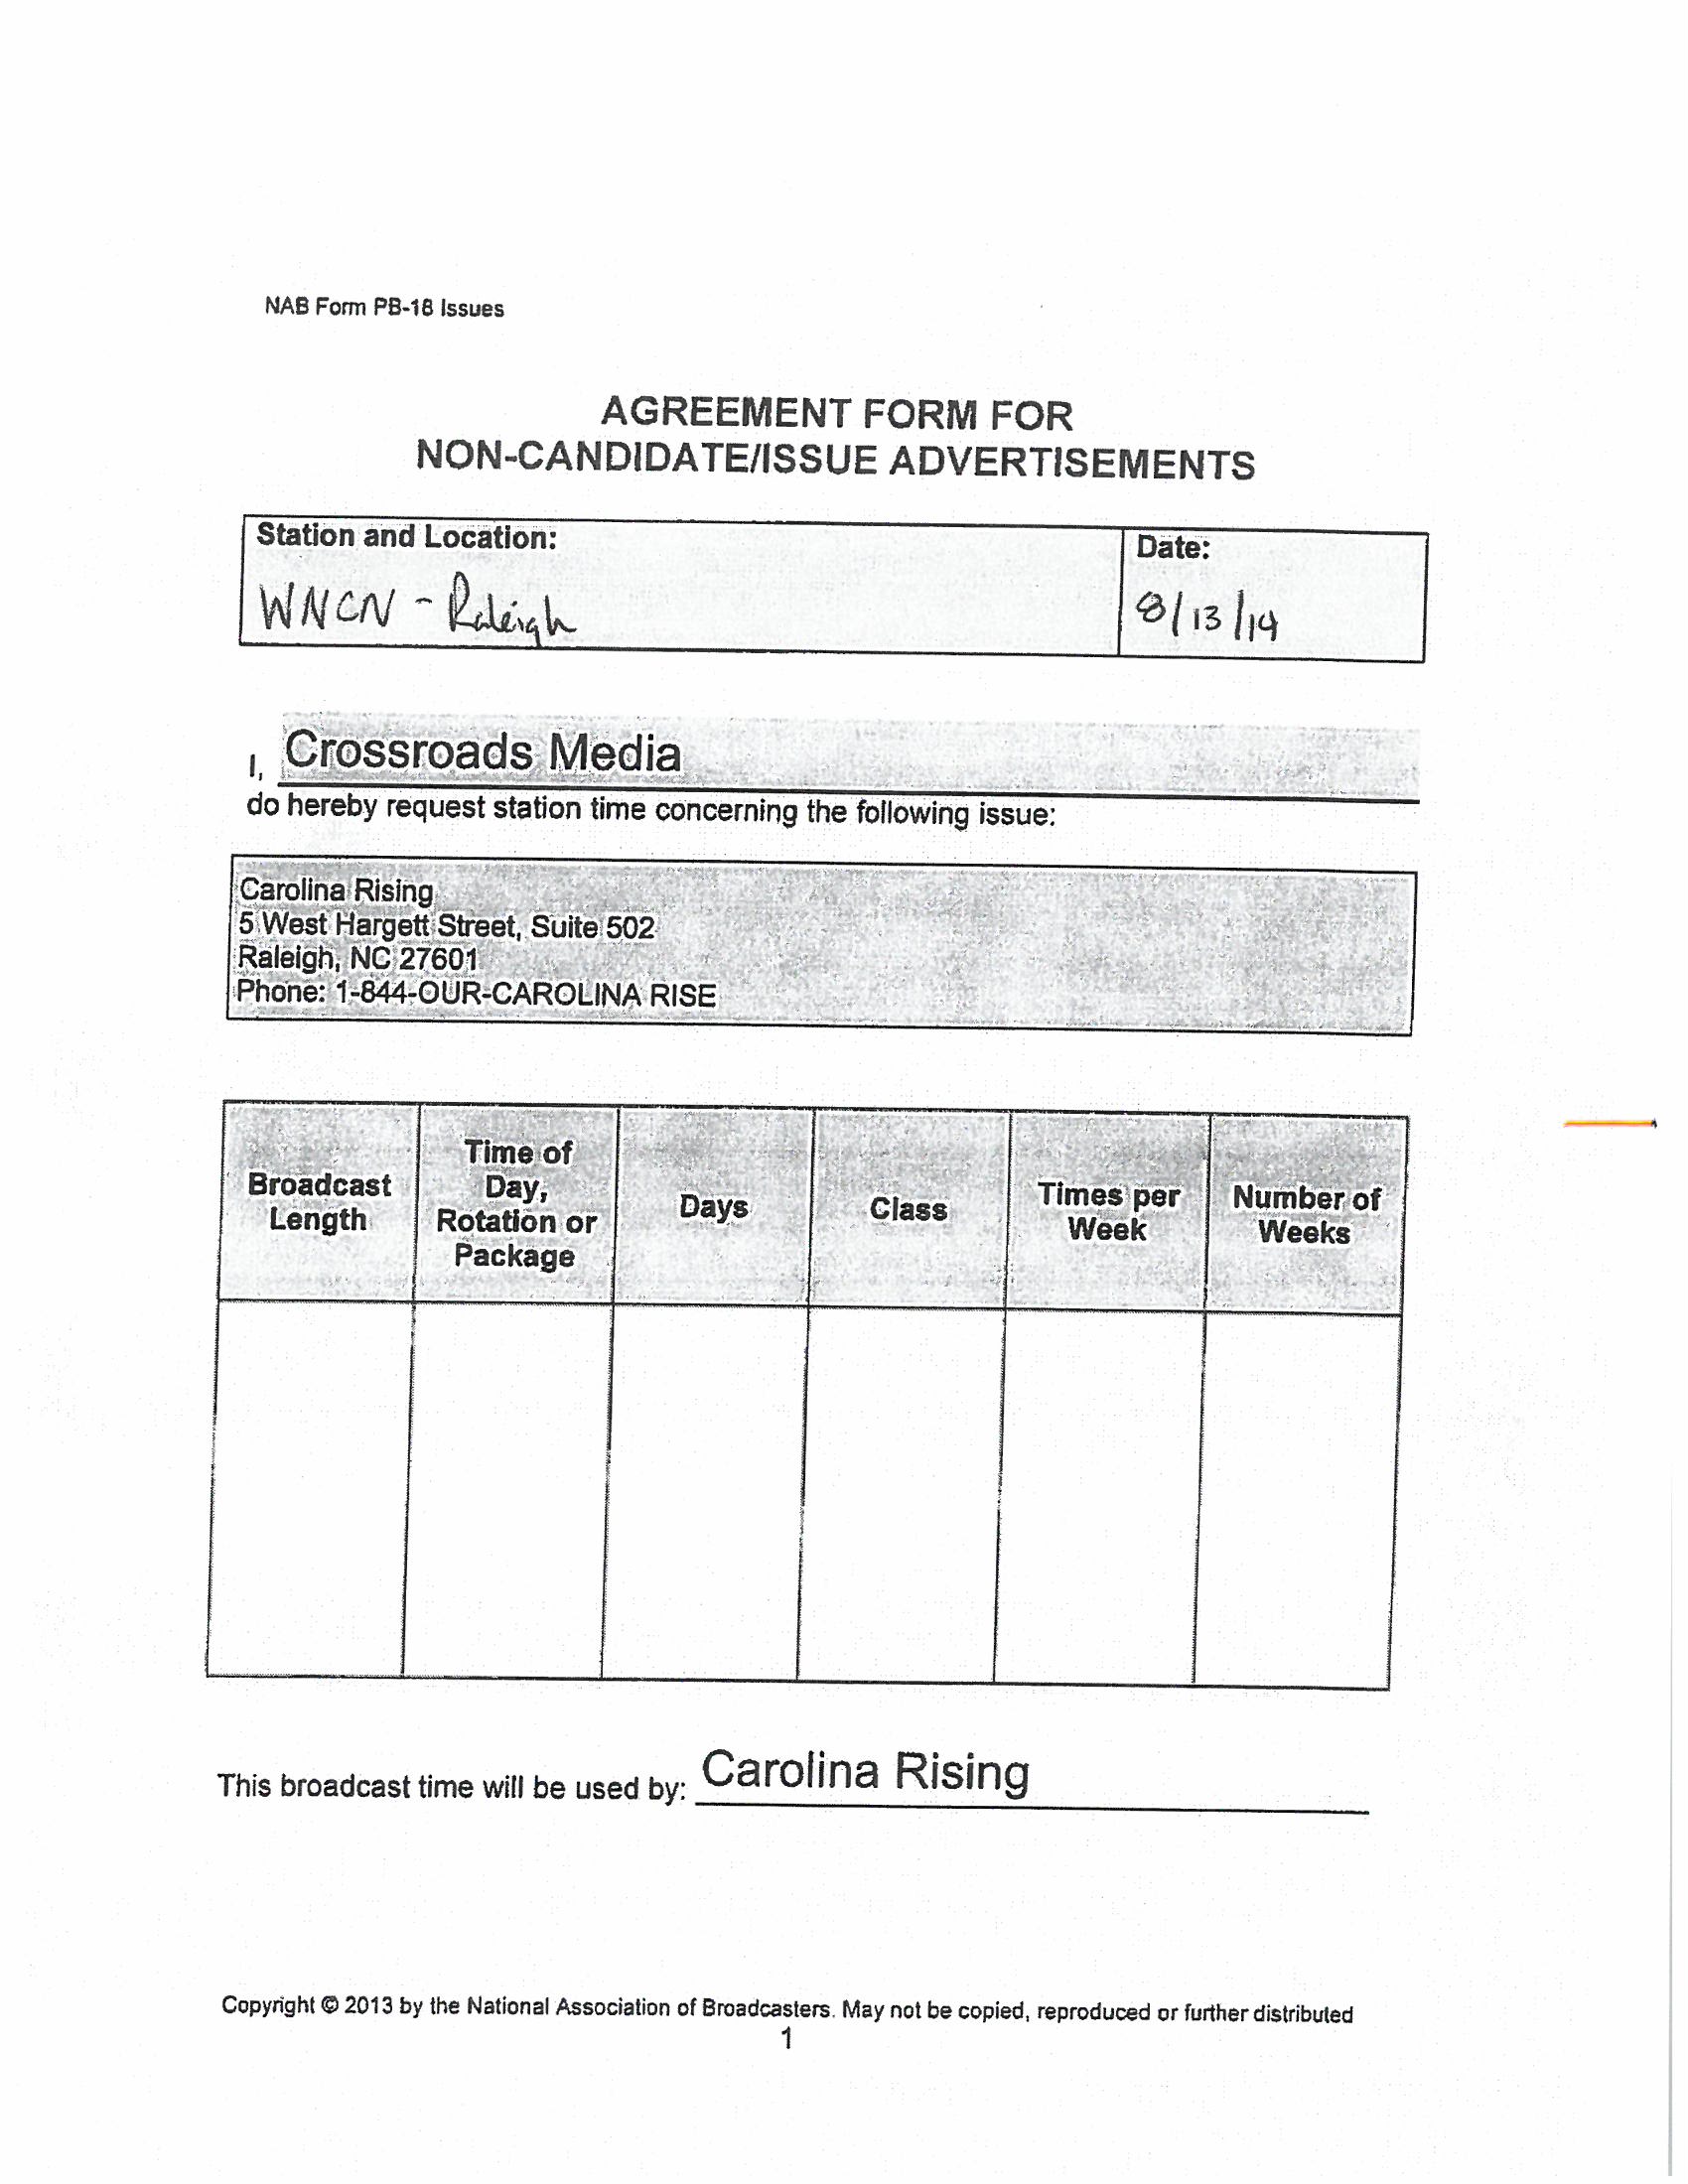 NAB Form PB-18 Issues
AGREEMENT FORM FOR
NON-CANDIDATE/ISSUE ADVERTISEMENTS
Station and Location:
WNCN - Raleigh
Date:
8/13/14
I, Crossroads Media
do hereby request station time concerning the following issue:
Carolina Rising
5 West Hargett Street, Suite 502
Raleigh, NC 27601
Phone: 1-844-OUR-CAROLINA RISE
Broadcast
Length
Time of
Day,
Rotation or
Package
Days
Class
Times per
Week
Number of
Weeks
This broadcast time will be used by: Carolina Rising
Copyright © 2013 by the National Association of Broadcasters. May not be copied, reproduced or further distributed
1